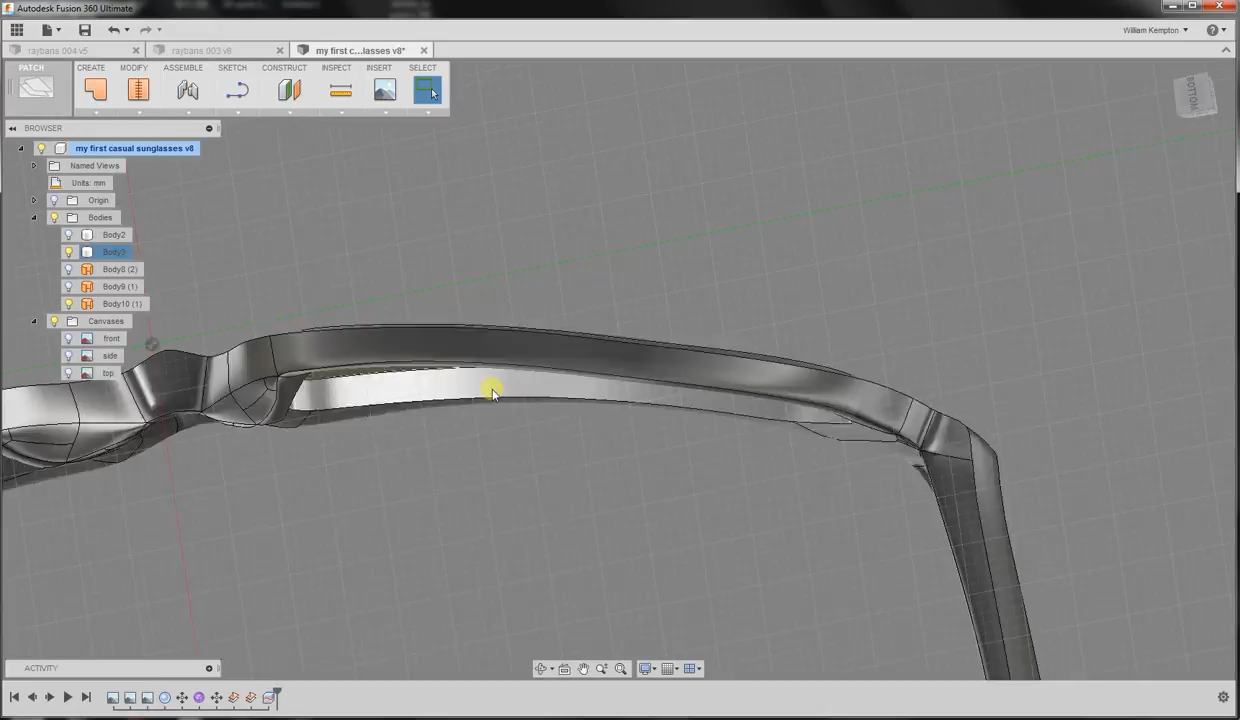 Autodesk Fusion 360 Ultimate
William Kempton
raybans 004 v5
raybans 003 v8
my first c...lasses v8*
PATCH
CREATE
MODIFY
ASSEMBLE
SKETCH
CONSTRUCT
INSPECT
INSERT
SELECT
BOTTOM
BROWSER
my first casual sunglasses v8
Named Views
Units: mm
Origin
Bodies
Body2
Body3
Body8 (2)
Body9 (1)
Body10 (1)
Canvases
front
side
top
ACTIVITY